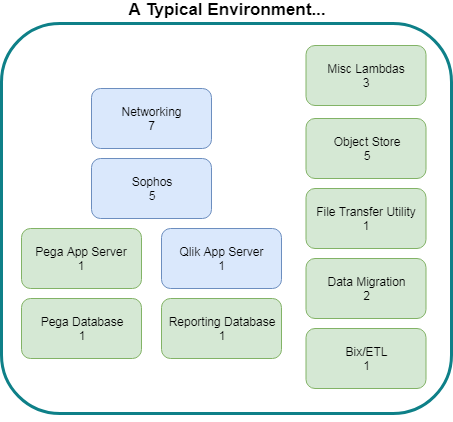 A Typical Environment...
Networking
7
Sophos
5
Pega App Server
1
Qlik App Server
1
Pega Database
1
Reporting Database
1
Misc Lambdas
3
Object Store
5
File Transfer Utility
1
Data Migration
2
Bix/ETL
1